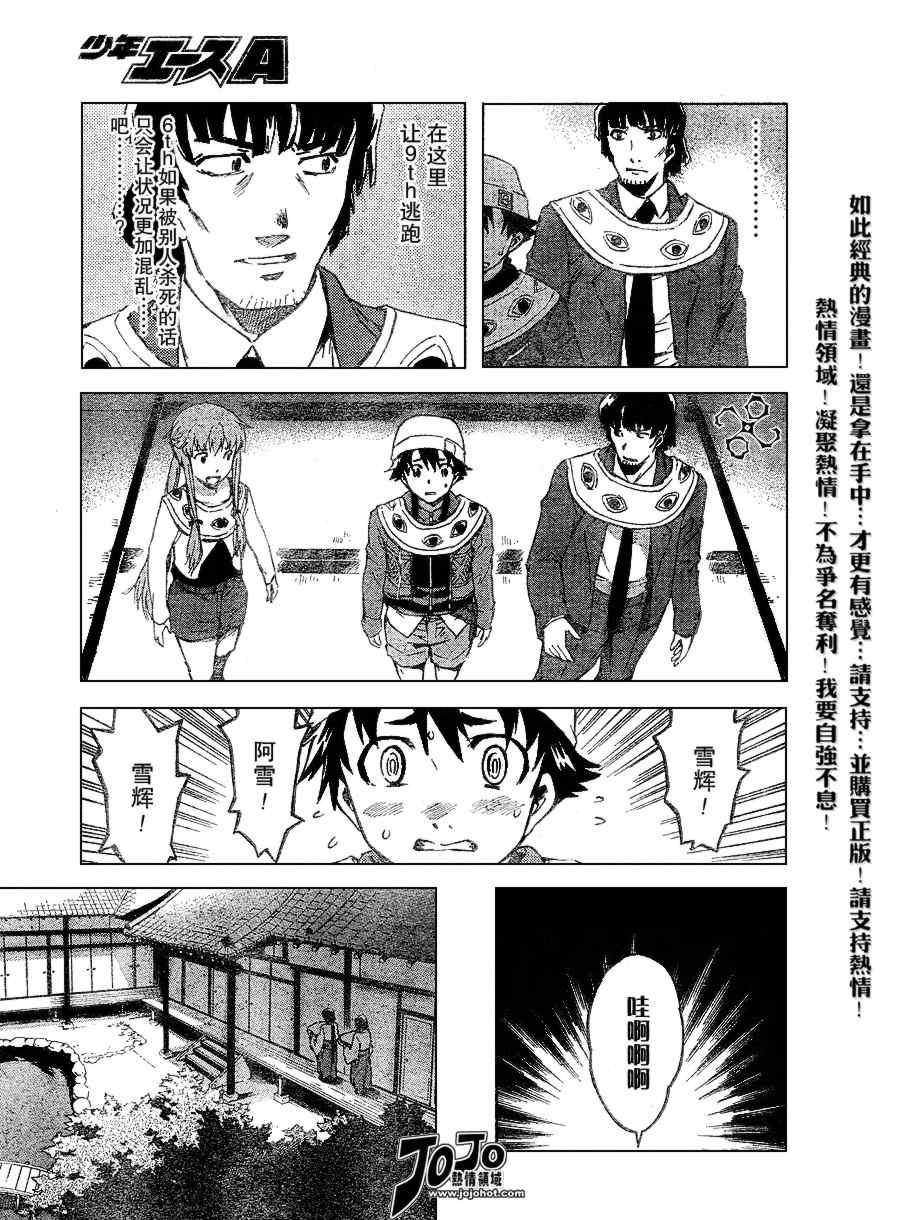 少年エースA
…………
在这里
让9th逃跑
6th如果被别人杀死的话
只会让状况更加混乱……
吧…………？
雪辉！
阿雪！
雪辉！
哇啊啊啊
如此經典的漫畫！還是拿在手中…才更有感覺…請支持…並購買正版！請支持熱情！
熱情領域！凝聚熱情！不為爭名奪利！我要自強不息！
JOJO
熱情領域
www.jojohot.com